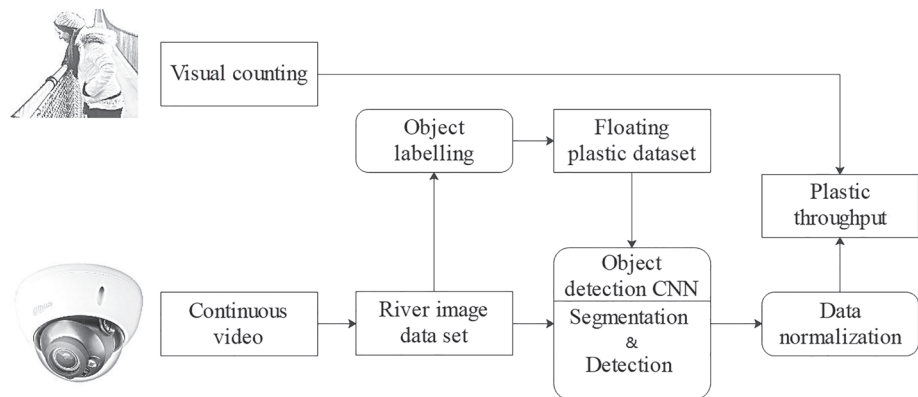 Visual counting
Object
labelling
Floating
plastic dataset
Plastic
throughput
Object
detection CNN
Segmentation
&
Detection
Continuous
video
River image
data set
Data
normalization